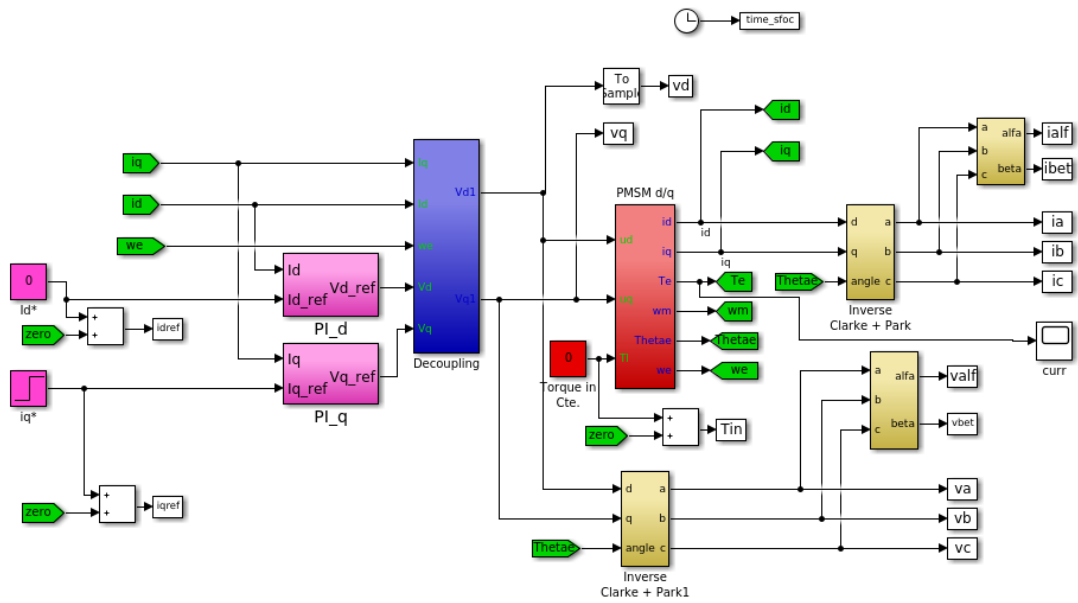 time_sfoc
To
Sample
vd
vq
id
iq
iq
id
we
Iq
id
we
Vd
Vq
Vd1
Vq1
Decoupling
0
Id*
zero
+
+
idref
Id
Id_ref
Vd_ref
PI_d
Iq
Iq_ref
Vq_ref
PI_q
iq*
zero
+
+
iqref
PMSM d/q
ud
uq
Tl
id
iq
Te
wm
Thetae
we
id
iq
Te
wm
Thetae
we
0
Torque in
Cte.
zero
+
+
Tin
Thetae
d
q
angle
a
b
c
Inverse
Clarke + Park
a
b
c
alfa
beta
ialf
ibet
ia
ib
ic
curr
a
b
c
alfa
beta
valf
vbet
Thetae
d
q
angle
a
b
c
Inverse
Clarke + Park1
va
vb
vc